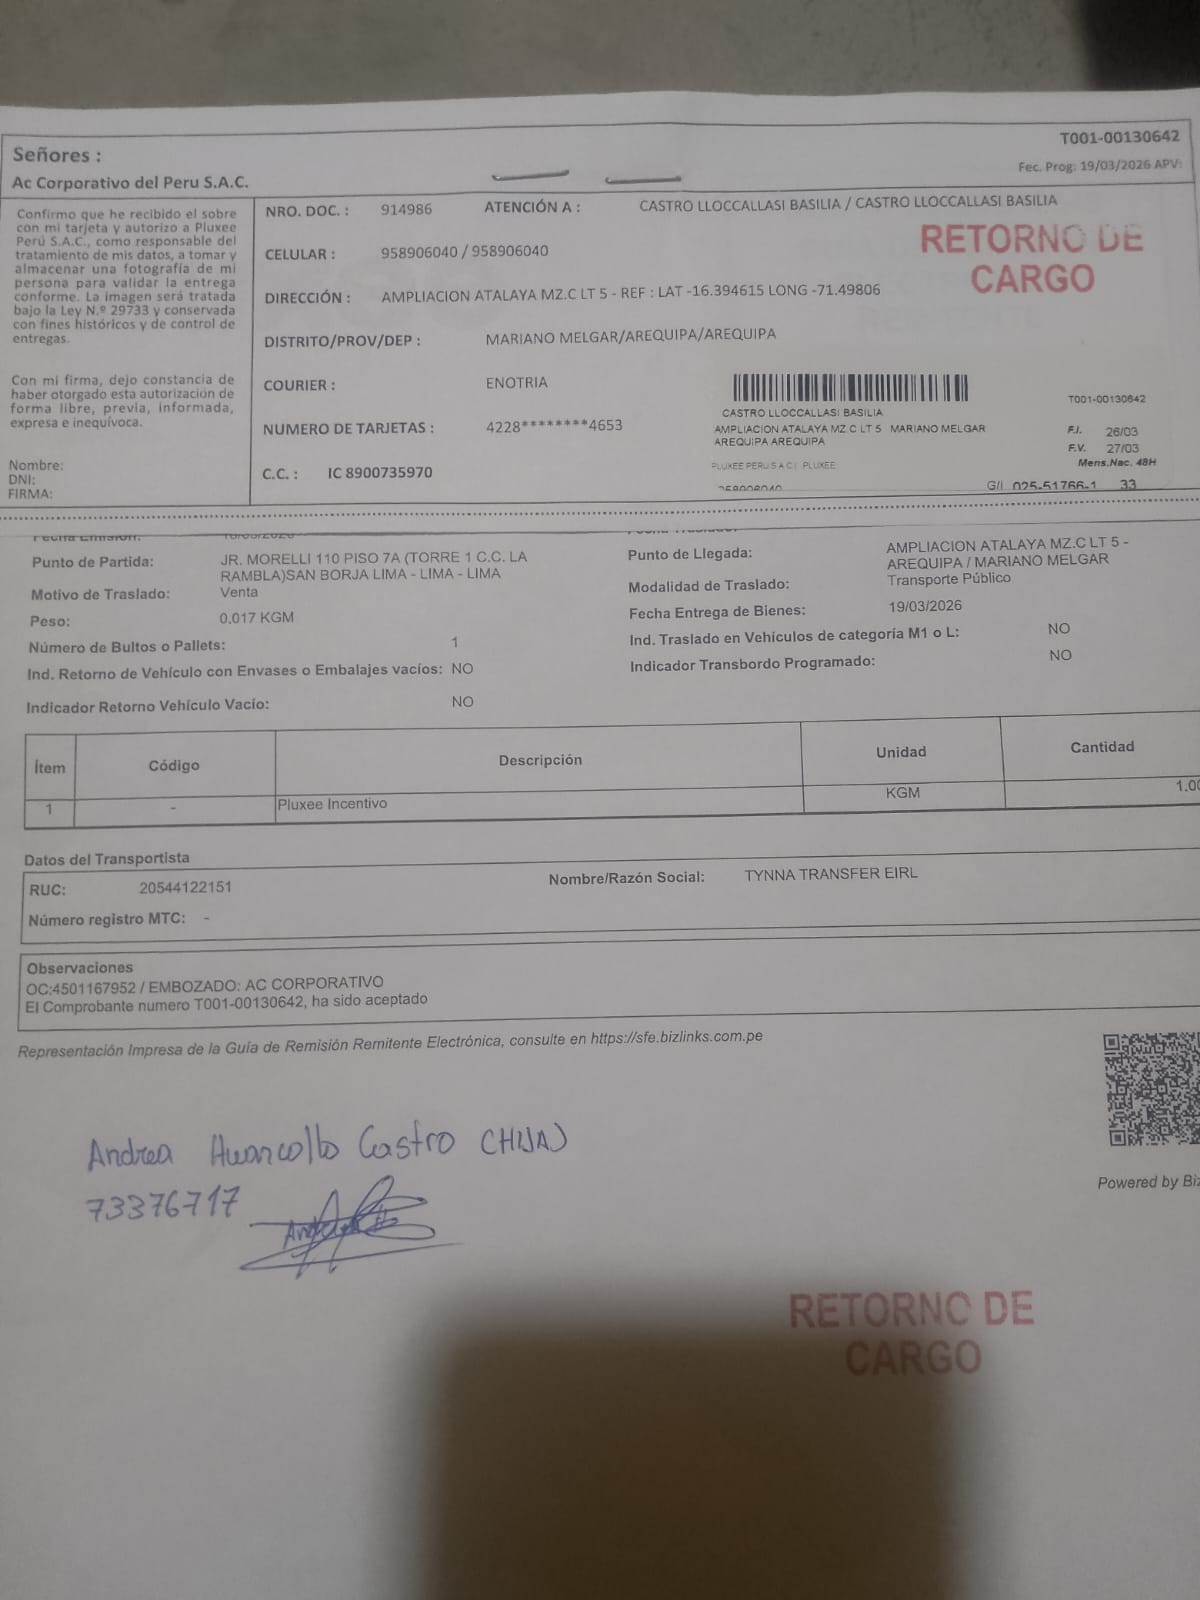 T001-00130642
Señores :
Fec. Prog: 19/03/2026 APV:
Ac Corporativo del Peru S.A.C.
Confirmo que he recibido el sobre
con mi tarjeta y autorizo a Pluxee
Perú S.A.C., como responsable del
tratamiento de mis datos, a tomar y
almacenar una fotografía de mi
persona para validar la entrega
conforme. La imagen será tratada
bajo la Ley N.º 29733 y conservada
con fines históricos y de control de
entregas.
Con mi firma, dejo constancia de
haber otorgado esta autorización de
forma libre, previa, informada,
expresa e inequívoca.
Nombre:
DNI:
FIRMA:
NRO. DOC. : 914986 ATENCIÓN A : CASTRO LLOCCALLASI BASILIA / CASTRO LLOCCALLASI BASILIA
RETORNO DE
CARGO
CELULAR : 958906040 / 958906040
DIRECCIÓN : AMPLIACION ATALAYA MZ.C LT 5 - REF : LAT -16.394615 LONG -71.49806
DISTRITO/PROV/DEP : MARIANO MELGAR/AREQUIPA/AREQUIPA
COURIER : ENOTRIA
NUMERO DE TARJETAS : 4228********4653
C.C. : IC 8900735970
T001-00130642
CASTRO LLOCCALLASI BASILIA
AMPLIACION ATALAYA MZ.C LT 5 MARIANO MELGAR
AREQUIPA AREQUIPA
F.I. 26/03
F.V. 27/03
Mens.Nac. 48H
PLUXEE PERU S A C | PLUXEE
958906040
G/I 025-51766-1 33
Punto de Partida: JR. MORELLI 110 PISO 7A (TORRE 1 C.C. LA
RAMBLA)SAN BORJA LIMA - LIMA - LIMA
Motivo de Traslado: Venta
Peso: 0.017 KGM
Número de Bultos o Pallets: 1
Ind. Retorno de Vehículo con Envases o Embalajes vacíos: NO
Indicador Retorno Vehículo Vacío: NO
Punto de Llegada: AMPLIACION ATALAYA MZ.C LT 5 -
AREQUIPA / MARIANO MELGAR
Modalidad de Traslado: Transporte Público
Fecha Entrega de Bienes: 19/03/2026
Ind. Traslado en Vehículos de categoría M1 o L: NO
Indicador Transbordo Programado: NO
Ítem Código Descripción Unidad Cantidad
1 - Pluxee Incentivo KGM 1.00
Datos del Transportista
RUC: 20544122151 Nombre/Razón Social: TYNNA TRANSFER EIRL
Número registro MTC: -
Observaciones
OC:4501167952 / EMBOZADO: AC CORPORATIVO
El Comprobante numero T001-00130642, ha sido aceptado
Representación Impresa de la Guía de Remisión Remitente Electrónica, consulte en https://sfe.bizlinks.com.pe
Andrea Huancollo Castro (HIJA)
73376717
Powered by Biz
RETORNO DE
CARGO